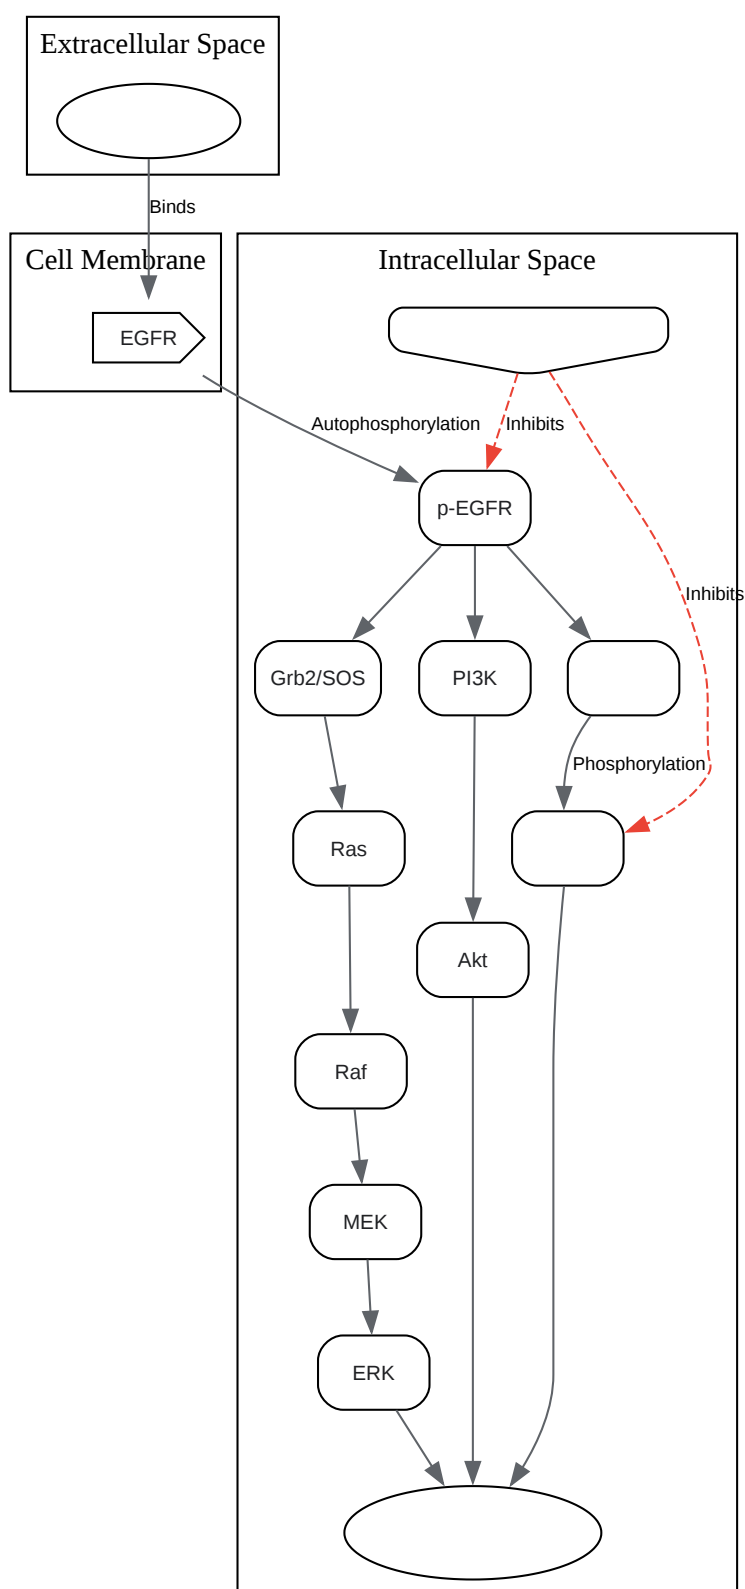 Extracellular Space
Binds
Cell Membrane
Intracellular Space
EGFR
Autophosphorylation
Inhibits
p-EGFR
Inhibits
Grb2/SOS
PI3K
Phosphorylation
Ras
Akt
Raf
MEK
ERK